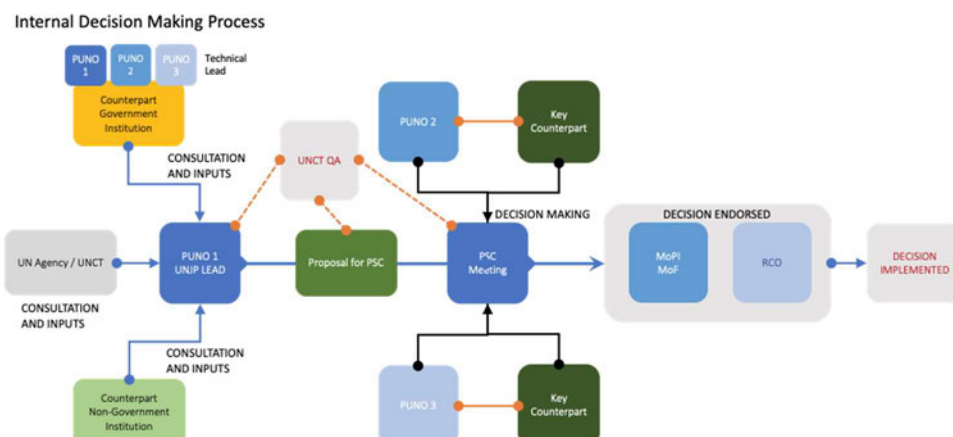 Internal Decision Making Process
PUNO
1
PUNO
2
PUNO
3
Technical
Lead
Counterpart
Government
Institution
CONSULTATION
AND INPUTS
UNCT QA
PUNO 2
Key
Counterpart
UN Agency / UNCT
CONSULTATION
AND INPUTS
PUNO 1
UNJP LEAD
Proposal for PSC
DECISION MAKING
PSC
Meeting
DECISION ENDORSED
MoPI
MoF
RCO
DECISION
IMPLEMENTED
CONSULTATION
AND INPUTS
Counterpart
Non-Government
Institution
PUNO 3
Key
Counterpart